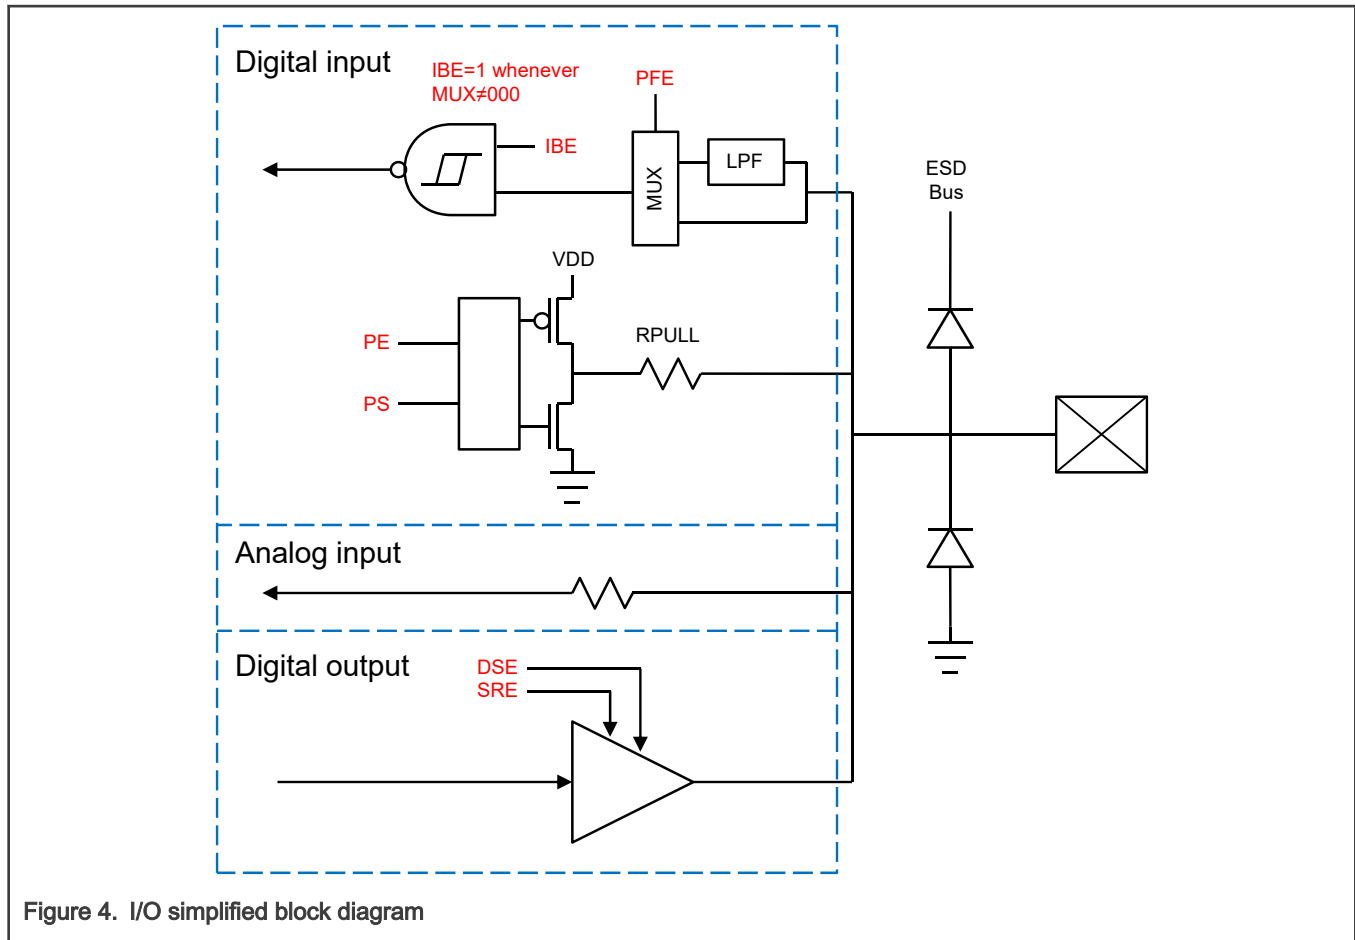 Digital input
IBE=1 whenever
MUX≠000
PFE
IBE
MUX
LPF
ESD
Bus
VDD
PE
PS
RPULL
Analog input
Digital output
DSE
SRE
Figure 4. I/O simplified block diagram